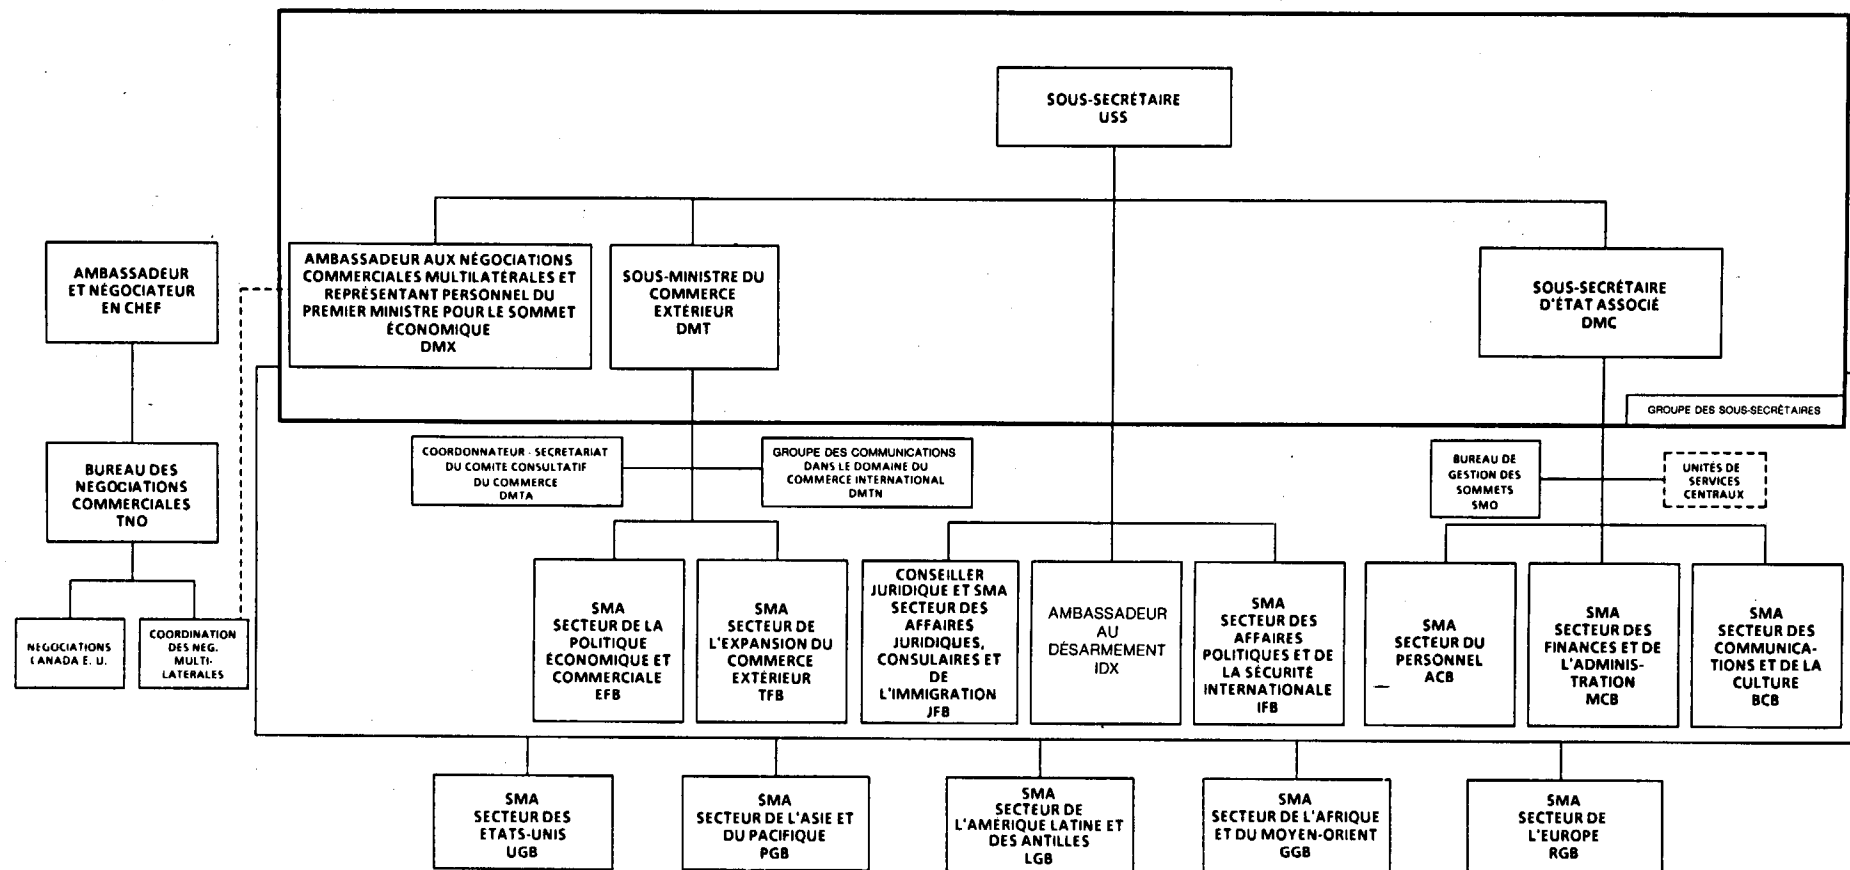 SOUS-SECRÉTAIRE
USS
AMBASSADEUR
ET NÉGOCIATEUR
EN CHEF
AMBASSADEUR AUX NÉGOCIATIONS
COMMERCIALES MULTILATÉRALES ET
REPRÉSENTANT PERSONNEL DU
PREMIER MINISTRE POUR LE SOMMET
ÉCONOMIQUE
DMX
SOUS-MINISTRE DU
COMMERCE
EXTÉRIEUR
DMT
SOUS-SECRÉTAIRE
D'ÉTAT ASSOCIÉ
DMC
GROUPE DES SOUS-SECRÉTAIRES
BUREAU DES
NEGOCIATIONS
COMMERCIALES
TNO
COORDONNATEUR - SECRETARIAT
DU COMITE CONSULTATIF
DU COMMERCE
DMTA
GROUPE DES COMMUNICATIONS
DANS LE DOMAINE DU
COMMERCE INTERNATIONAL
DMTN
BUREAU DE
GESTION DES
SOMMETS
SMO
UNITÉS DE
SERVICES
CENTRAUX
NEGOCIATIONS
CANADA E. U.
COORDINATION
DES NEG.
MULTI-
LATERALES
SMA
SECTEUR DE LA
POLITIQUE
ÉCONOMIQUE ET
COMMERCIALE
EFB
SMA
SECTEUR DE
L'EXPANSION DU
COMMERCE
EXTÉRIEUR
TFB
CONSEILLER
JURIDIQUE ET SMA
SECTEUR DES
AFFAIRES
JURIDIQUES,
CONSULAIRES ET
DE
L'IMMIGRATION
JFB
AMBASSADEUR
AU
DÉSARMEMENT
IDX
SMA
SECTEUR DES
AFFAIRES
POLITIQUES ET DE
LA SÉCURITÉ
INTERNATIONALE
IFB
SMA
SECTEUR DU
PERSONNEL
ACB
SMA
SECTEUR DES
FINANCES ET DE
L'ADMINIS-
TRATION
MCB
SMA
SECTEUR DES
COMMUNICA-
TIONS ET DE LA
CULTURE
BCB
SMA
SECTEUR DES
ETATS-UNIS
UGB
SMA
SECTEUR DE L'ASIE ET
DU PACIFIQUE
PGB
SMA
SECTEUR DE
L'AMÉRIQUE LATINE ET
DES ANTILLES
LGB
SMA
SECTEUR DE L'AFRIQUE
ET DU MOYEN-ORIENT
GGB
SMA
SECTEUR DE
L'EUROPE
RGB